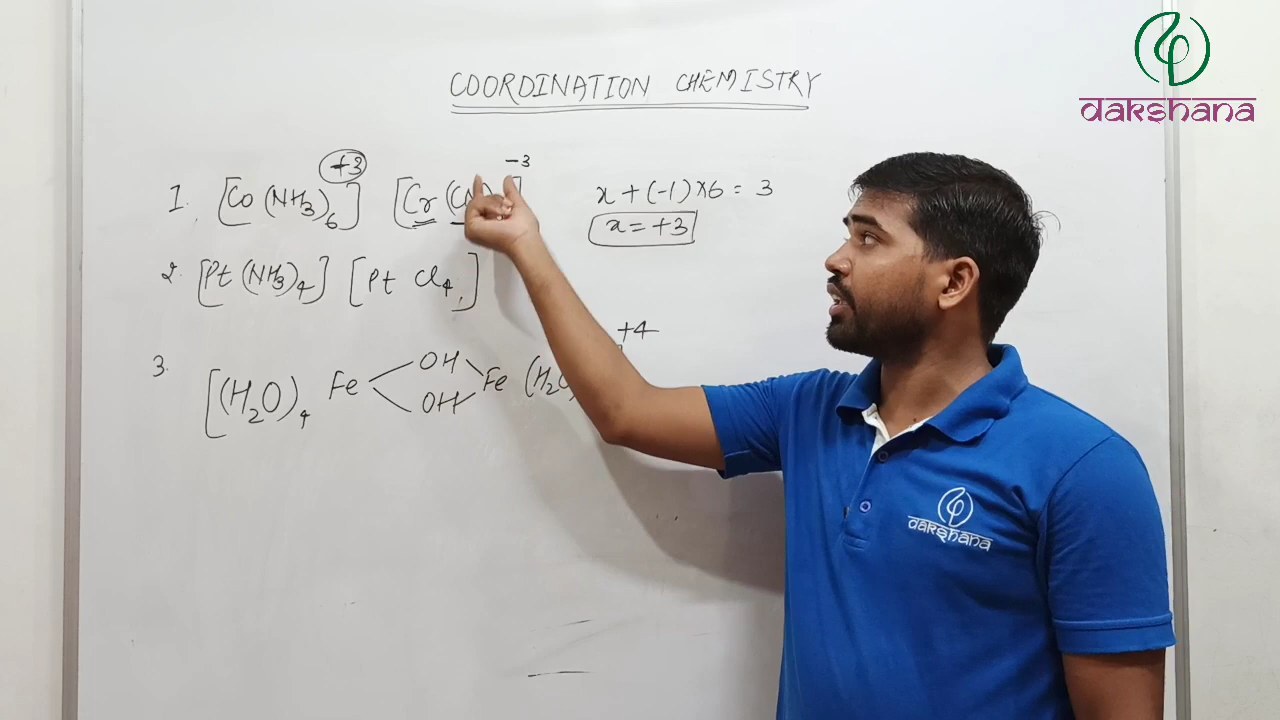 dakshana
COORDINATION CHEMISTRY
1. [Co (NH3)6]+3 [Cr (C ]-3 x + (-1) × 6 = 3
x = +3
2. [Pt (NH3)4] [Pt Cl4]
+4
3. [(H2O)4 Fe OH OH Fe (H2O)
dakshana